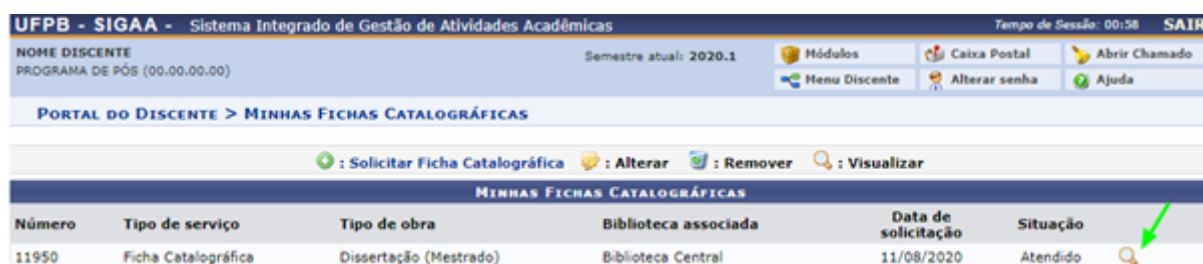 UFPB - SIGAA - Sistema Integrado de Gestão de Atividades Acadêmicas Tempo de Sessão: 00:58 SAIR
NOME DISCENTE Semestre atual: 2020.1 Módulos Caixa Postal Abrir Chamado
PROGRAMA DE PÓS (00.00.00.00) Menu Discente Alterar senha Ajuda
PORTAL DO DISCENTE > MINHAS FICHAS CATALOGRÁFICAS
: Solicitar Ficha Catalográfica : Alterar : Remover : Visualizar
MINHAS FICHAS CATALOGRÁFICAS
Número Tipo de serviço Tipo de obra Biblioteca associada Data de solicitação Situação
11950 Ficha Catalográfica Dissertação (Mestrado) Biblioteca Central 11/08/2020 Atendido